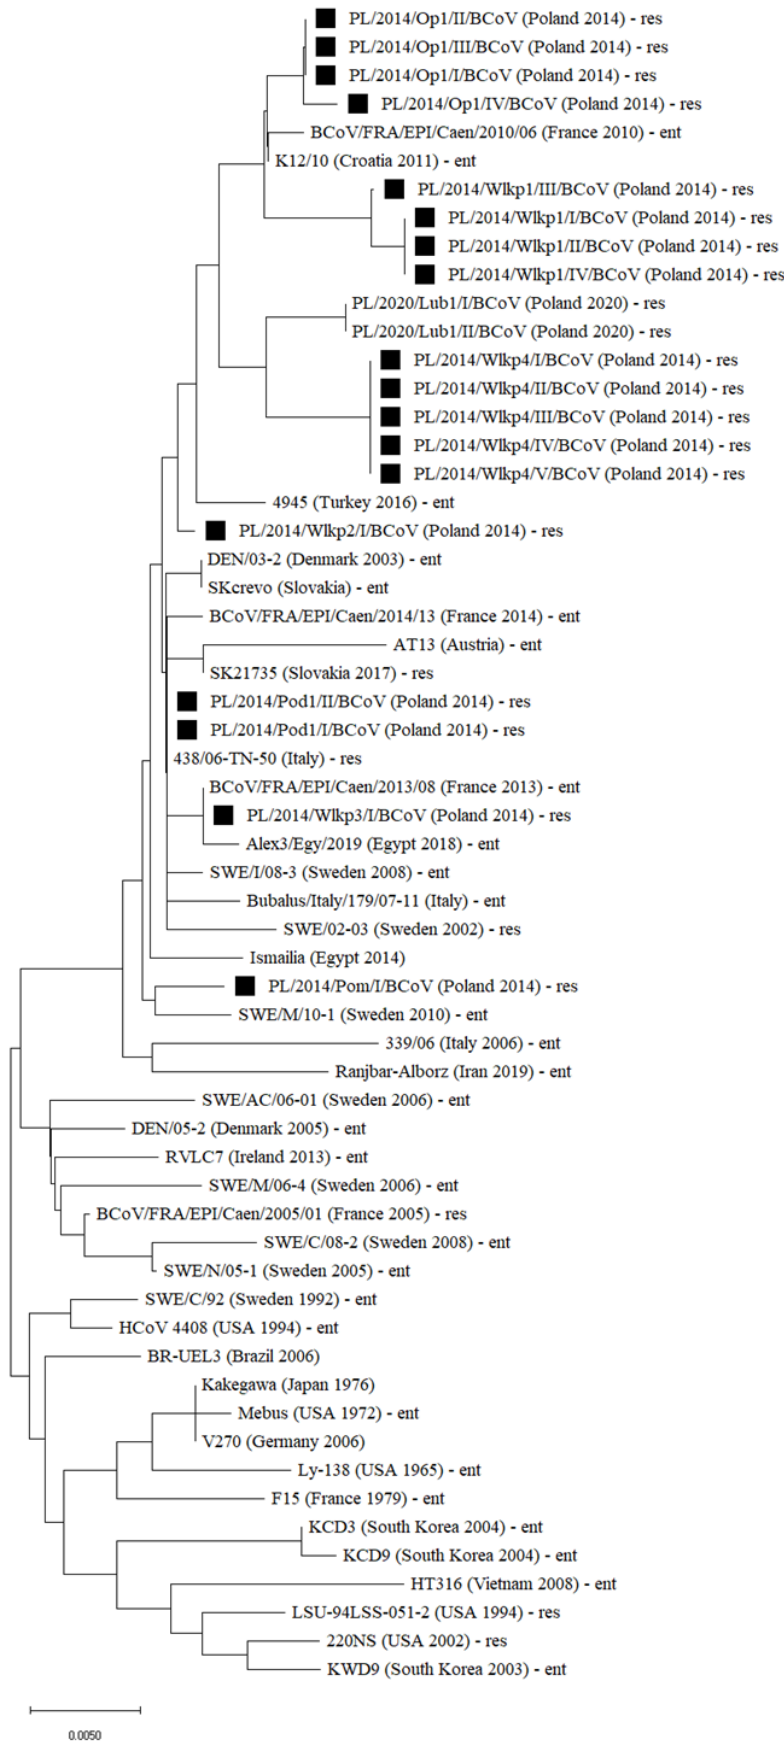 PL/2014/Op1/II/BCoV (Poland 2014) - res
PL/2014/Op1/III/BCoV (Poland 2014) - res
PL/2014/Op1/I/BCoV (Poland 2014) - res
PL/2014/Op1/IV/BCoV (Poland 2014) - res
BCoV/FRA/EPI/Caen/2010/06 (France 2010) - ent
K12/10 (Croatia 2011) - ent
PL/2014/Wlkp1/III/BCoV (Poland 2014) - res
PL/2014/Wlkp1/I/BCoV (Poland 2014) - res
PL/2014/Wlkp1/II/BCoV (Poland 2014) - res
PL/2014/Wlkp1/IV/BCoV (Poland 2014) - res
PL/2020/Lub1/I/BCoV (Poland 2020) - res
PL/2020/Lub1/II/BCoV (Poland 2020) - res
PL/2014/Wlkp4/I/BCoV (Poland 2014) - res
PL/2014/Wlkp4/II/BCoV (Poland 2014) - res
PL/2014/Wlkp4/III/BCoV (Poland 2014) - res
PL/2014/Wlkp4/IV/BCoV (Poland 2014) - res
PL/2014/Wlkp4/V/BCoV (Poland 2014) - res
4945 (Turkey 2016) - ent
PL/2014/Wlkp2/I/BCoV (Poland 2014) - res
DEN/03-2 (Denmark 2003) - ent
SKcrevo (Slovakia) - ent
BCoV/FRA/EPI/Caen/2014/13 (France 2014) - ent
AT13 (Austria) - ent
SK21735 (Slovakia 2017) - res
PL/2014/Pod1/II/BCoV (Poland 2014) - res
PL/2014/Pod1/I/BCoV (Poland 2014) - res
438/06-TN-50 (Italy) - res
BCoV/FRA/EPI/Caen/2013/08 (France 2013) - ent
PL/2014/Wlkp3/I/BCoV (Poland 2014) - res
Alex3/Egy/2019 (Egypt 2018) - ent
SWE/I/08-3 (Sweden 2008) - ent
Bubalus/Italy/179/07-11 (Italy) - ent
SWE/02-03 (Sweden 2002) - res
Ismailia (Egypt 2014)
PL/2014/Pom/I/BCoV (Poland 2014) - res
SWE/M/10-1 (Sweden 2010) - ent
339/06 (Italy 2006) - ent
Ranjbar-Alborz (Iran 2019) - ent
SWE/AC/06-01 (Sweden 2006) - ent
DEN/05-2 (Denmark 2005) - ent
RVLC7 (Ireland 2013) - ent
SWE/M/06-4 (Sweden 2006) - ent
BCoV/FRA/EPI/Caen/2005/01 (France 2005) - res
SWE/C/08-2 (Sweden 2008) - ent
SWE/N/05-1 (Sweden 2005) - ent
SWE/C/92 (Sweden 1992) - ent
HCoV 4408 (USA 1994) - ent
BR-UEL3 (Brazil 2006)
Kakegawa (Japan 1976)
Mebus (USA 1972) - ent
V270 (Germany 2006)
Ly-138 (USA 1965) - ent
F15 (France 1979) - ent
KCD3 (South Korea 2004) - ent
KCD9 (South Korea 2004) - ent
HT316 (Vietnam 2008) - ent
LSU-94LSS-051-2 (USA 1994) - res
220NS (USA 2002) - res
KWD9 (South Korea 2003) - ent
0.0050